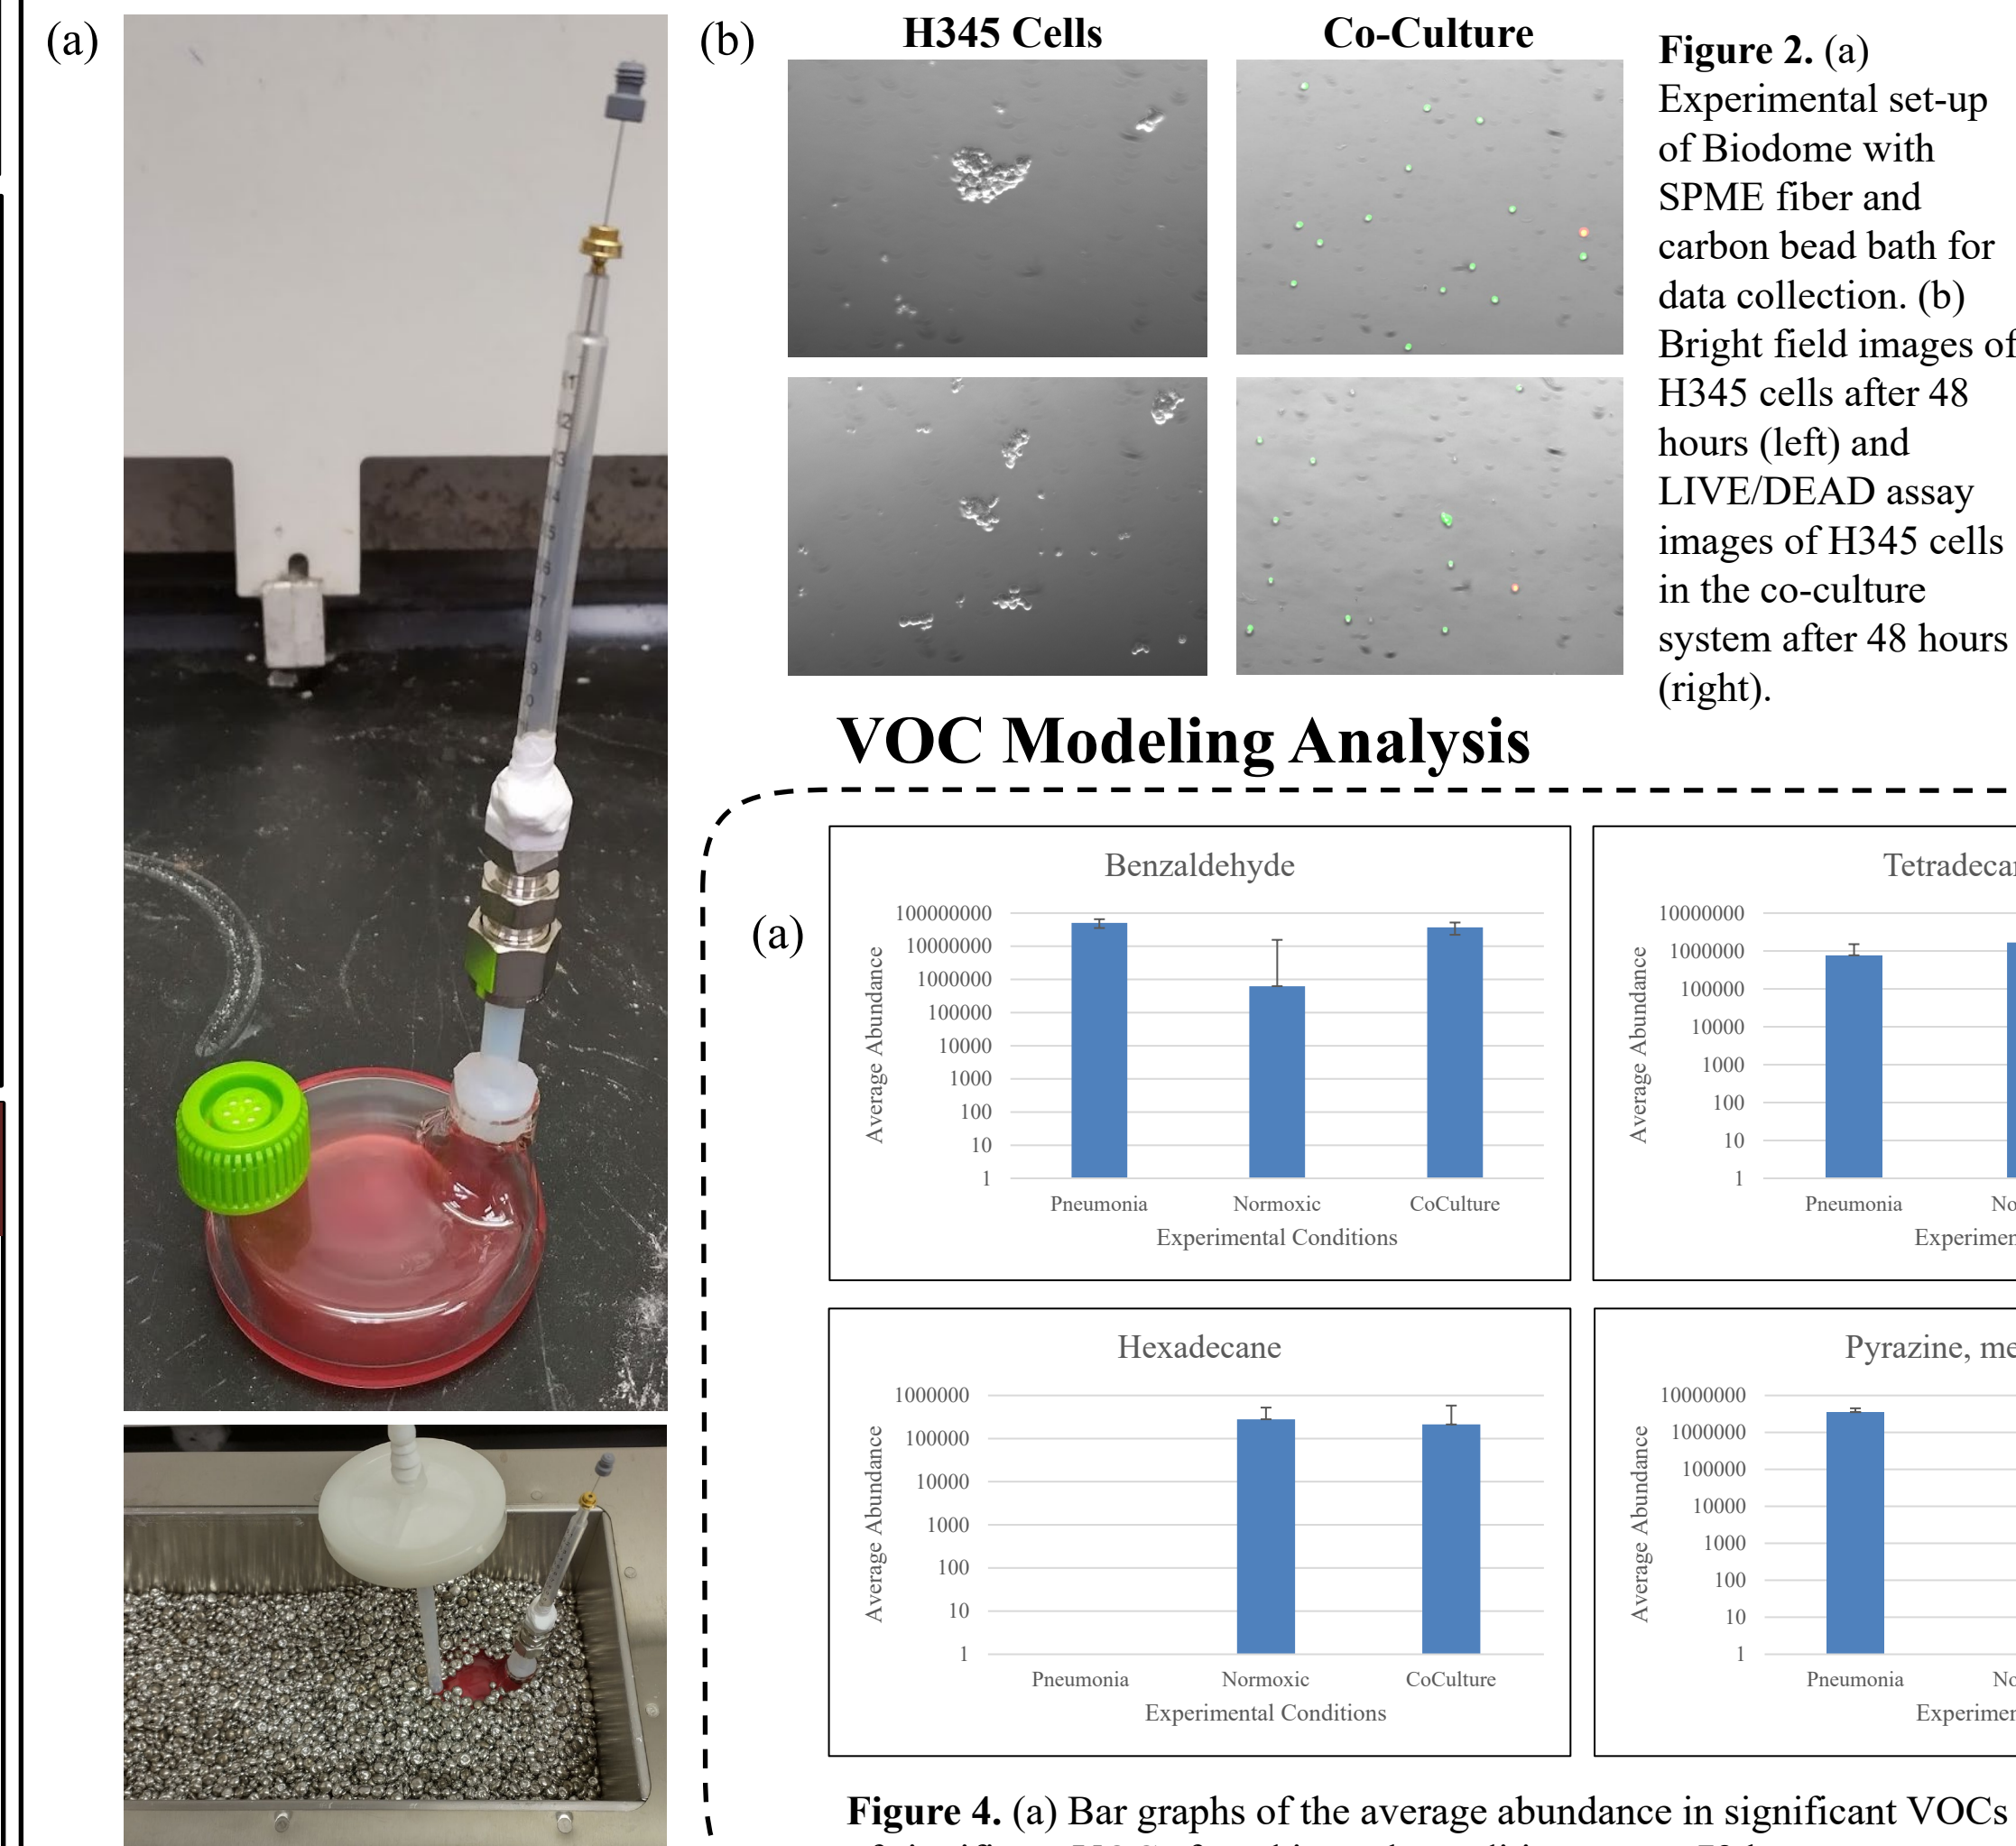 (a)
(b)
H345 Cells
Co-Culture
Figure 2. (a)
Experimental set-up
of Biodome with
SPME fiber and
carbon bead bath for
data collection. (b)
Bright field images of
H345 cells after 48
hours (left) and
LIVE/DEAD assay
images of H345 cells
in the co-culture
system after 48 hours
(right).
VOC Modeling Analysis
(a)
Benzaldehyde
Average Abundance
100000000
10000000
1000000
100000
10000
1000
100
10
1
Pneumonia Normoxic CoCulture
Experimental Conditions
Average Abundance
10000000
1000000
100000
10000
1000
100
10
1
Pneumonia
Hexadecane
Average Abundance
1000000
100000
10000
1000
100
10
1
Pneumonia Normoxic CoCulture
Experimental Conditions
Pyrazine,
Average Abundance
10000000
1000000
100000
10000
1000
100
10
1
Pneumonia
Figure 4. (a) Bar graphs of the average abundance in significant VOCs